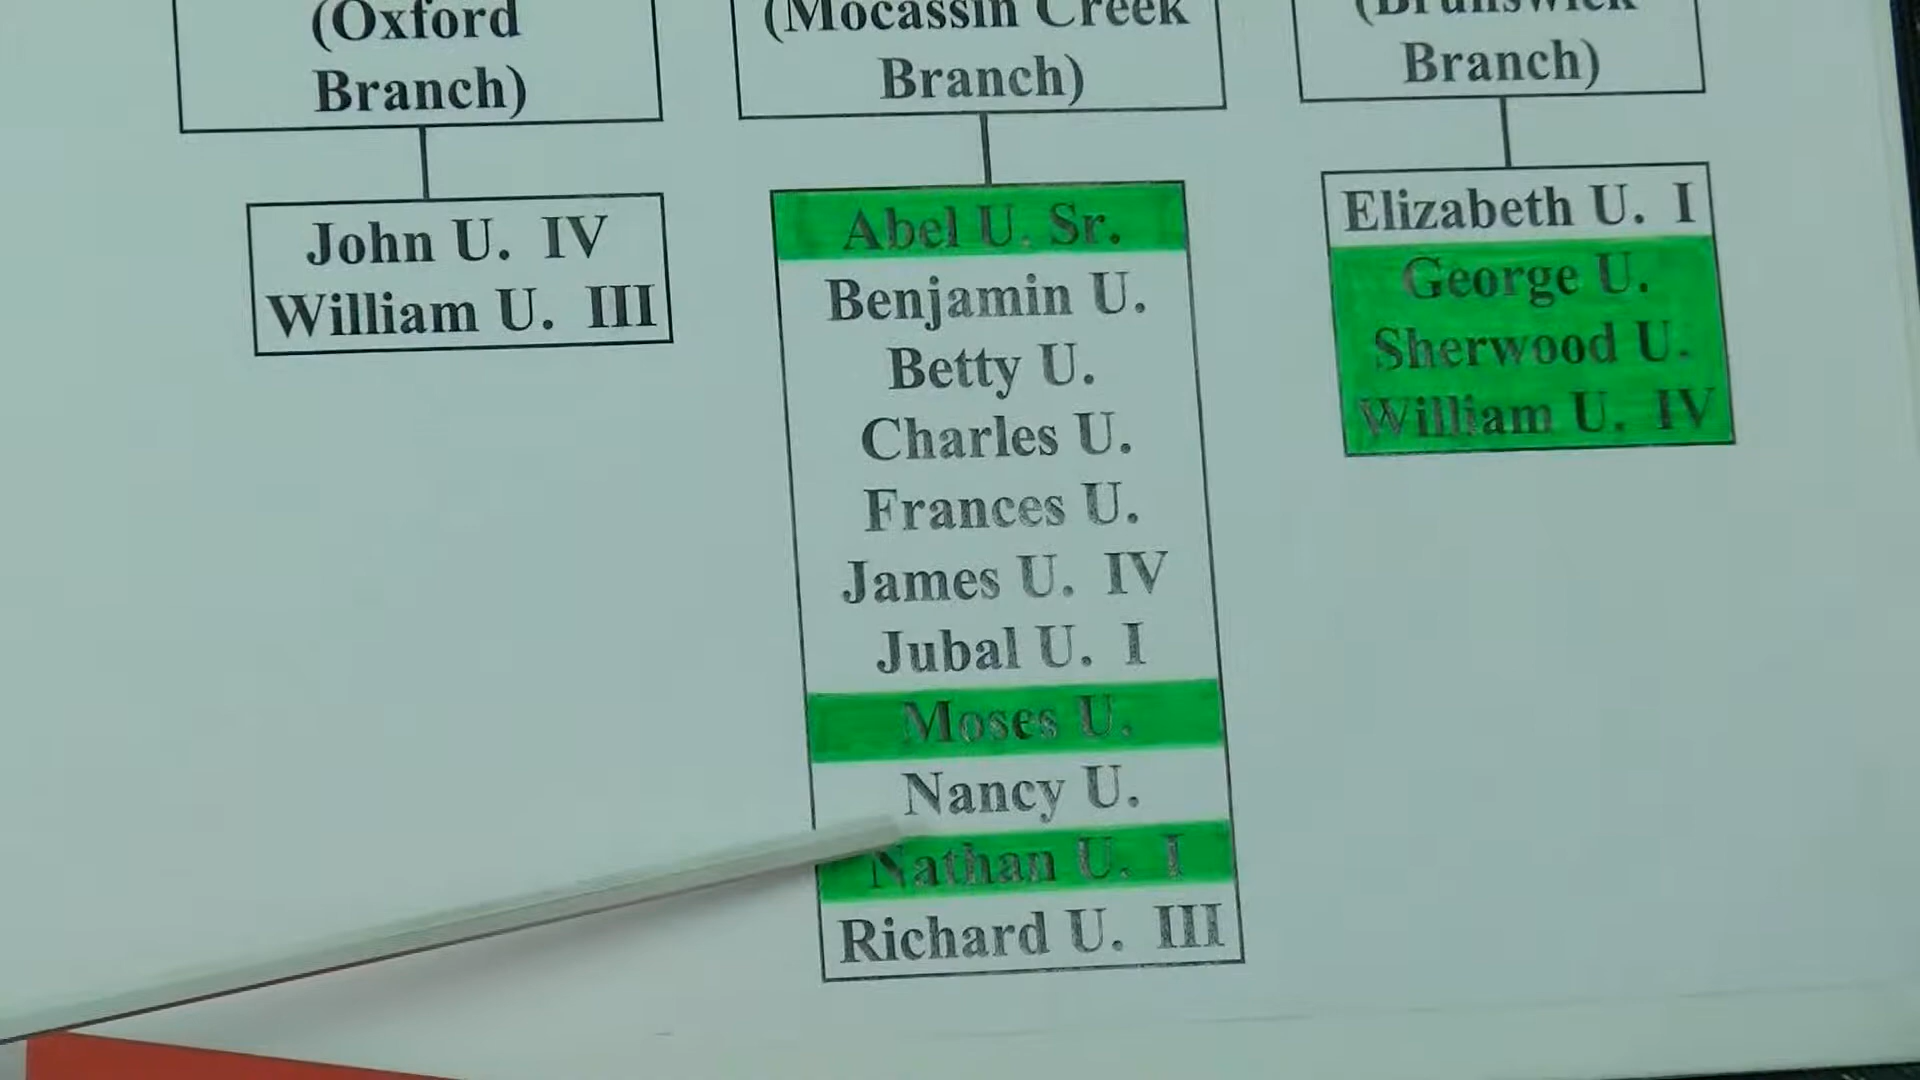 (Oxford
Branch)
John U. IV
William U. III
(Mocassin Creek
Branch)
Abel U. Sr.
Benjamin U.
Betty U.
Charles U.
Frances U.
James U. IV
Jubal U. I
Moses U.
Nancy U.
Nathan U. I
Richard U. III
(Brunswick
Branch)
Elizabeth U. I
George U.
Sherwood U.
William U. IV